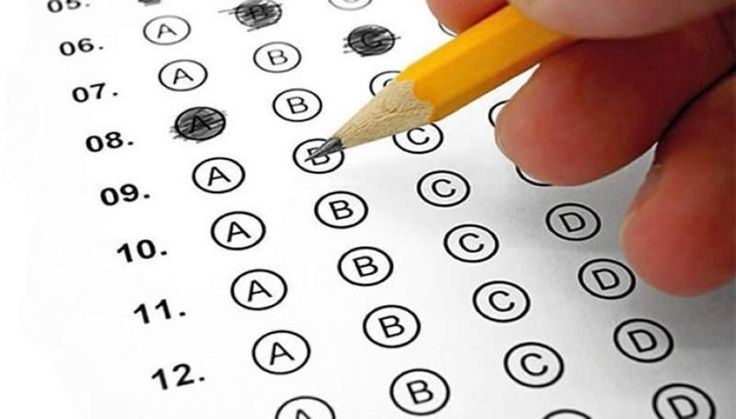 05.
06. A B
07. A B C
08. A B C
09. A B C
10. A B C
11. A B C D
12. A B C D
A B C D
D